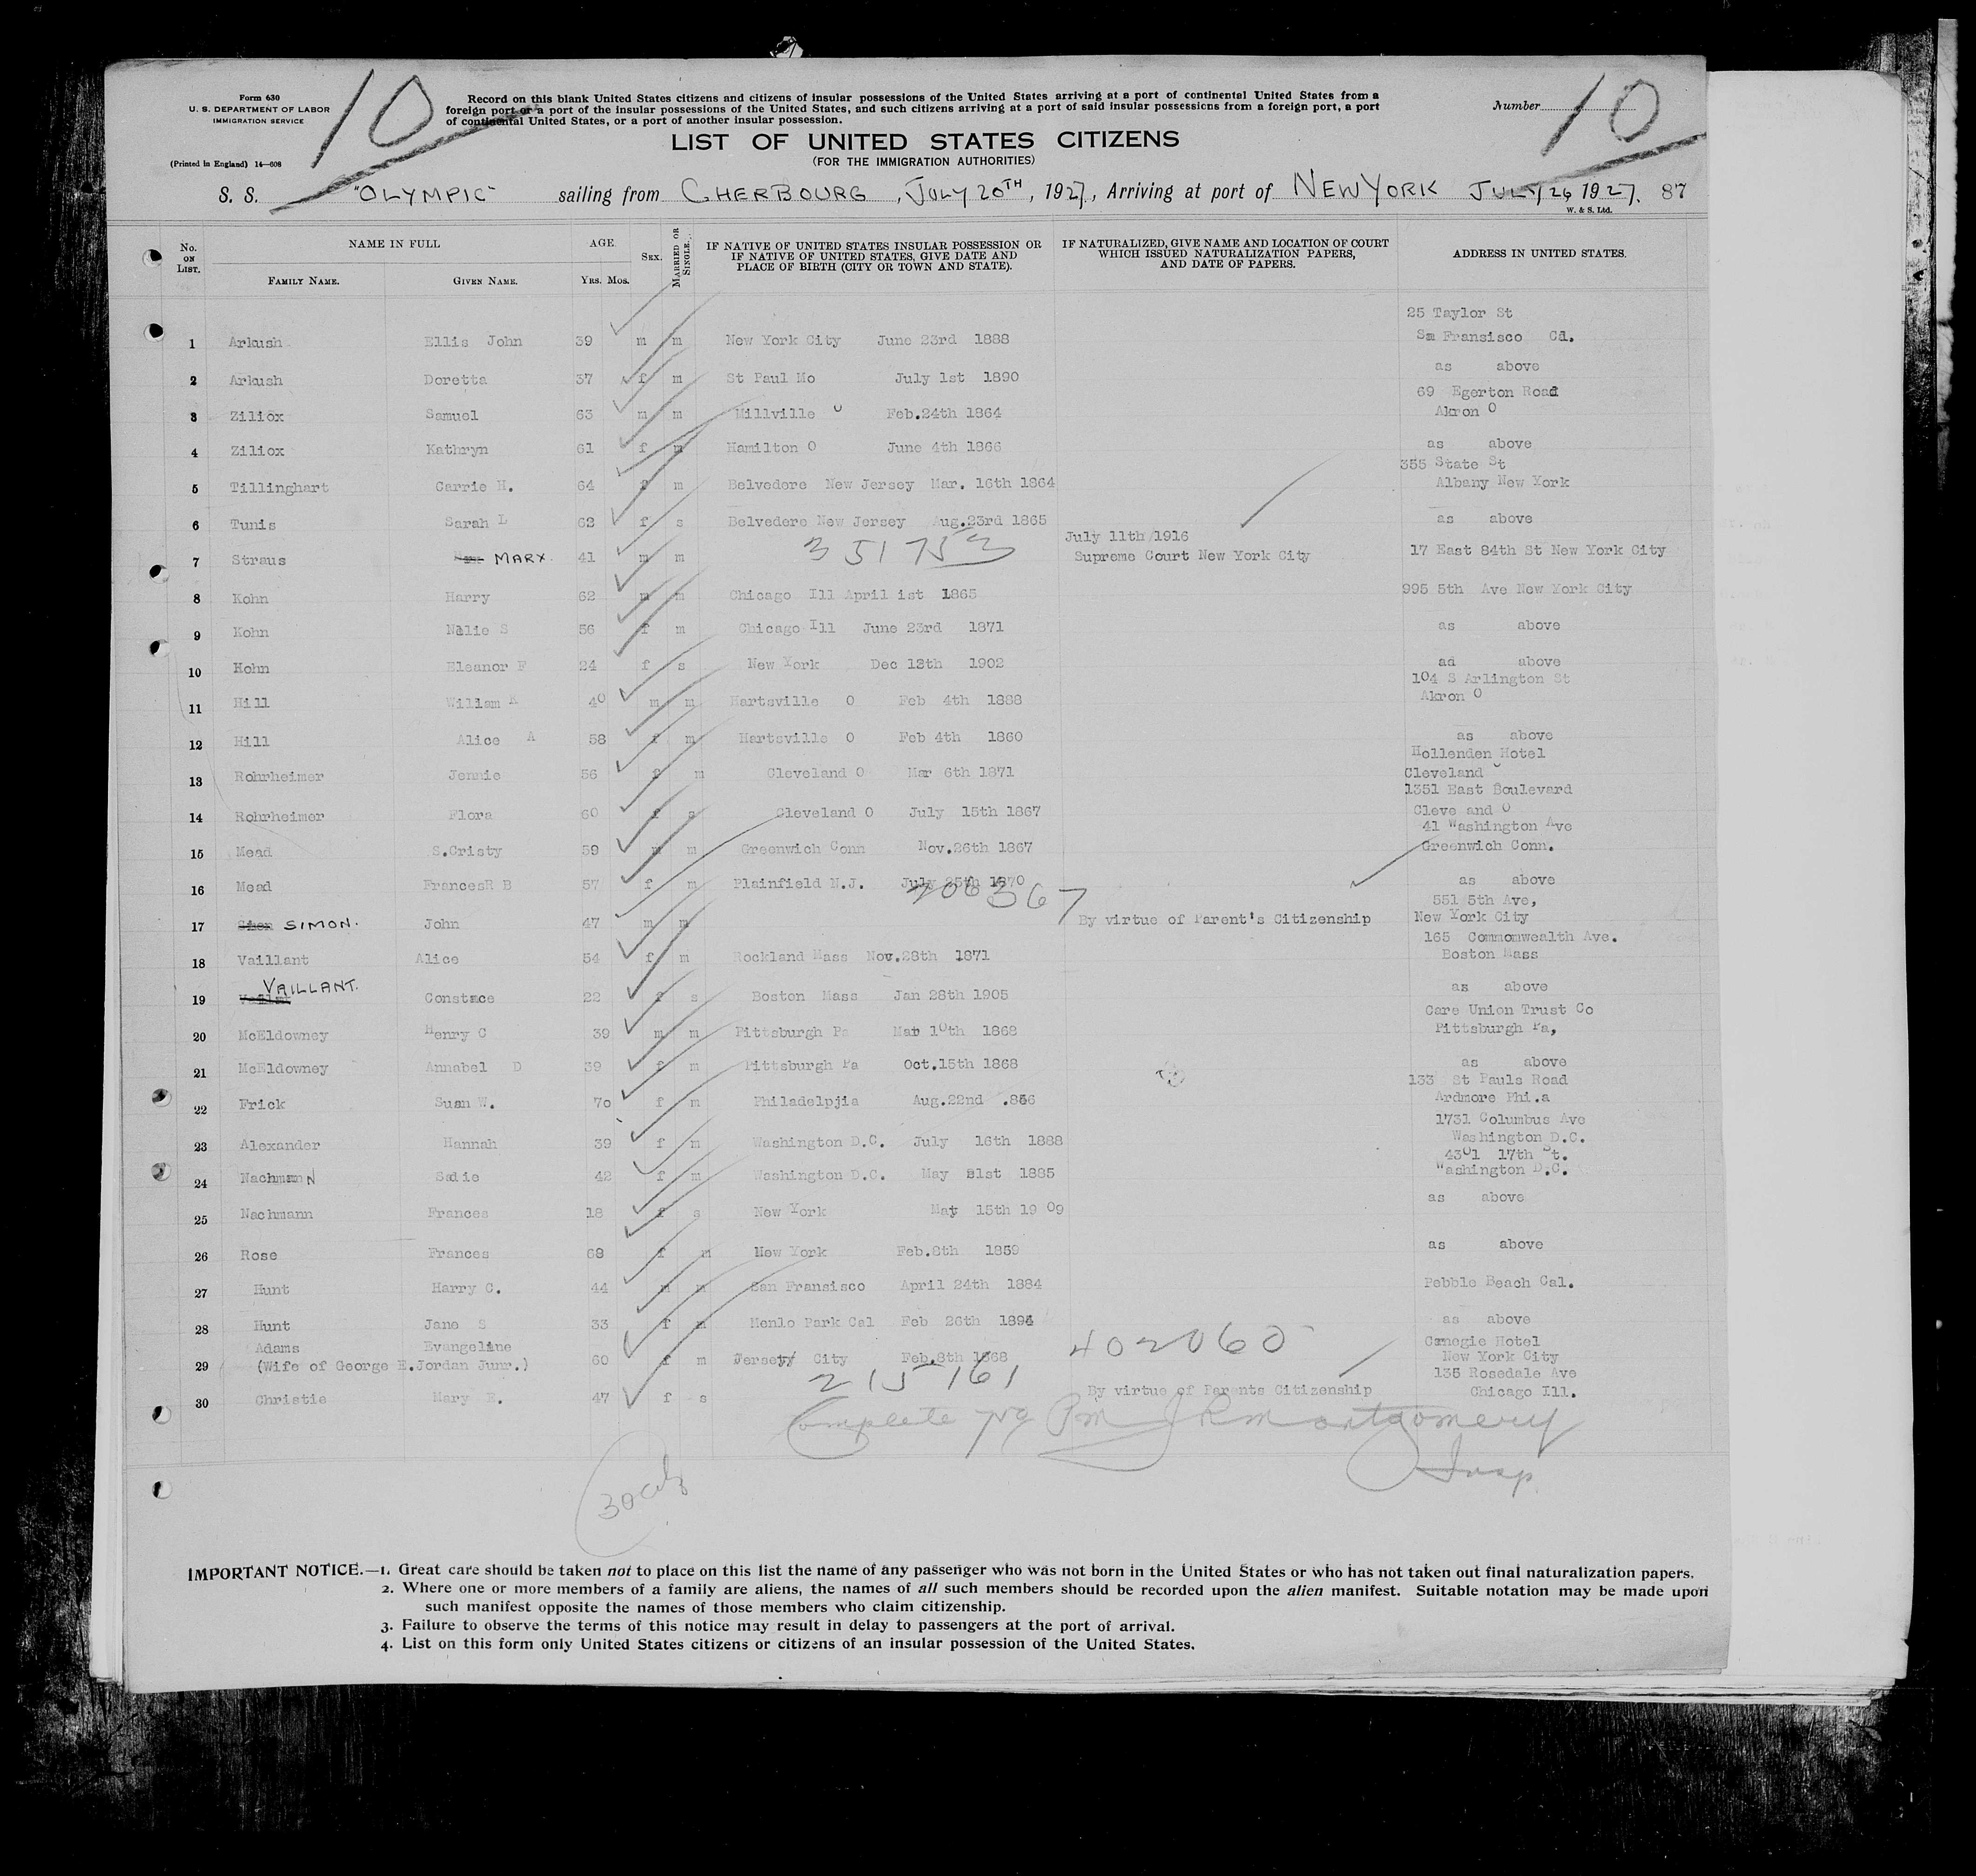 Form 630
U. S. DEPARTMENT OF LABOR
IMMIGRATION SERVICE
(Printed in England) 14—608
10
Record on this blank United States citizens and citizens of insular possessions of the United States arriving at a port of continental United States from a
foreign port or a port of the insular possessions of the United States, and such citizens arriving at a port of said insular possessions from a foreign port, a port
of continental United States, or a port of another insular possession.
Number 10
LIST OF UNITED STATES CITIZENS
(FOR THE IMMIGRATION AUTHORITIES)
S. S. "OLYMPIC" sailing from CHERBOURG, JULY 20TH, 1927, Arriving at port of NEW YORK JULY 26 1927. 87
W. & S. Ltd.
No. ON LIST. NAME IN FULL FAMILY NAME. GIVEN NAME. AGE. YRS. MOS. SEX. MARRIED OR SINGLE. IF NATIVE OF UNITED STATES INSULAR POSSESSION OR IF NATIVE OF UNITED STATES, GIVE DATE AND PLACE OF BIRTH (CITY OR TOWN AND STATE). IF NATURALIZED, GIVE NAME AND LOCATION OF COURT WHICH ISSUED NATURALIZATION PAPERS, AND DATE OF PAPERS. ADDRESS IN UNITED STATES.
25 Taylor St
1 Arkush Ellis John 39 m m New York City June 23rd 1888 Sa Fransisco Cd.
2 Arkush Doretta 37 f m St Paul Mo July 1st 1890 as above
69 Egerton Road
3 Ziliox Samuel 63 m m Millville O Feb.24th 1864 Akron O
4 Ziliox Kathryn 61 f m Hamilton O June 4th 1866 as above
355 State St
5 Tillinghart Carrie H. 64 f m Belvedere New Jersey Mar. 16th 1864 Albany New York
6 Tunis Sarah L 62 f s Belvedere New Jersey Aug.23rd 1865 as above
July 11th 1916
7 Straus MARX. 41 m m 351753 Supreme Court New York City 17 East 84th St New York City
8 Kohn Harry 62 m m Chicago Ill April 1st 1865 995 5th Ave New York City
9 Kohn Nelie S 56 f m Chicago Ill June 23rd 1871 as above
10 Kohn Eleanor F 24 f s New York Dec 13th 1902 ad above
104 S Arlington St
11 Hill Wiliam K 40 m m Hartsville O Feb 4th 1888 Akron O
12 Hill Alice A 58 f m Hartsville O Feb 4th 1860 as above
Hollenden Hotel
13 Rohrheimer Jennie 56 f m Cleveland O Mar 6th 1871 Cleveland O
1351 East Boulevard
14 Rohrheimer Flora 60 f s Cleveland O July 15th 1867 Cleve and O
41 Washington Ave
15 Mead S.Cristy 59 m m Greenwich Conn Nov.26th 1867 Greenwich Conn.
16 Mead FrancesR B 57 f m Plainfield N.J. July 25th 1870 as above
206367
551 5th Ave,
17 SIMON. John 47 m m By virtue of Parent's Citizenship New York City
165 Commonwealth Ave.
18 Vaillant Alice 54 f m Rockland Mass Nov.28th 1871 Boston Mass
19 VAILLANT. Constace 22 f s Boston Mass Jan 28th 1905 as above
Care Union Trust Co
20 McEldowney Henry C 39 m m Pittsburgh Pa Mar 10th 1868 Pittsburgh Pa,
21 McEldowney Annabel D 39 f m Pittsburgh Pa Oct.15th 1868 as above
133 St Pauls Road
22 Frick Suan W. 70 f m Philadelpjia Aug.22nd .856 Ardmore Phi.a
1731 Columbus Ave
23 Alexander Hannah 39 f m Washington D.C. July 16th 1888 Washington D.C.
4301 17th St.
24 Nachmann Sadie 42 f m Washington D.C. May 21st 1885 Washington D.C.
25 Nachmann Frances 18 f s New York Mat 15th 19 09 as above
26 Rose Frances 68 f m New York Feb.8th 1859 as above
27 Hunt Harry C. 44 m m San Fransisco April 24th 1884 Pebble Beach Cal.
28 Hunt Jane S 33 f m Menlo Park Cal Feb 26th 1894 as above
Adams Evangeline 402060 Carnegie Hotel
29 (Wife of George E.Jordan Junr.) 60 f m Jersey City Feb.8th 1868 New York City
215161 135 Rosedale Ave
30 Christie Mary E. 47 f s By virtue of Parents Citizenship Chicago Ill.
Complete J R Montgomery
Insp.
IMPORTANT NOTICE.—1. Great care should be taken not to place on this list the name of any passenger who was not born in the United States or who has not taken out final naturalization papers.
2. Where one or more members of a family are aliens, the names of all such members should be recorded upon the alien manifest. Suitable notation may be made upon
such manifest opposite the names of those members who claim citizenship.
3. Failure to observe the terms of this notice may result in delay to passengers at the port of arrival.
4. List on this form only United States citizens or citizens of an insular possession of the United States.